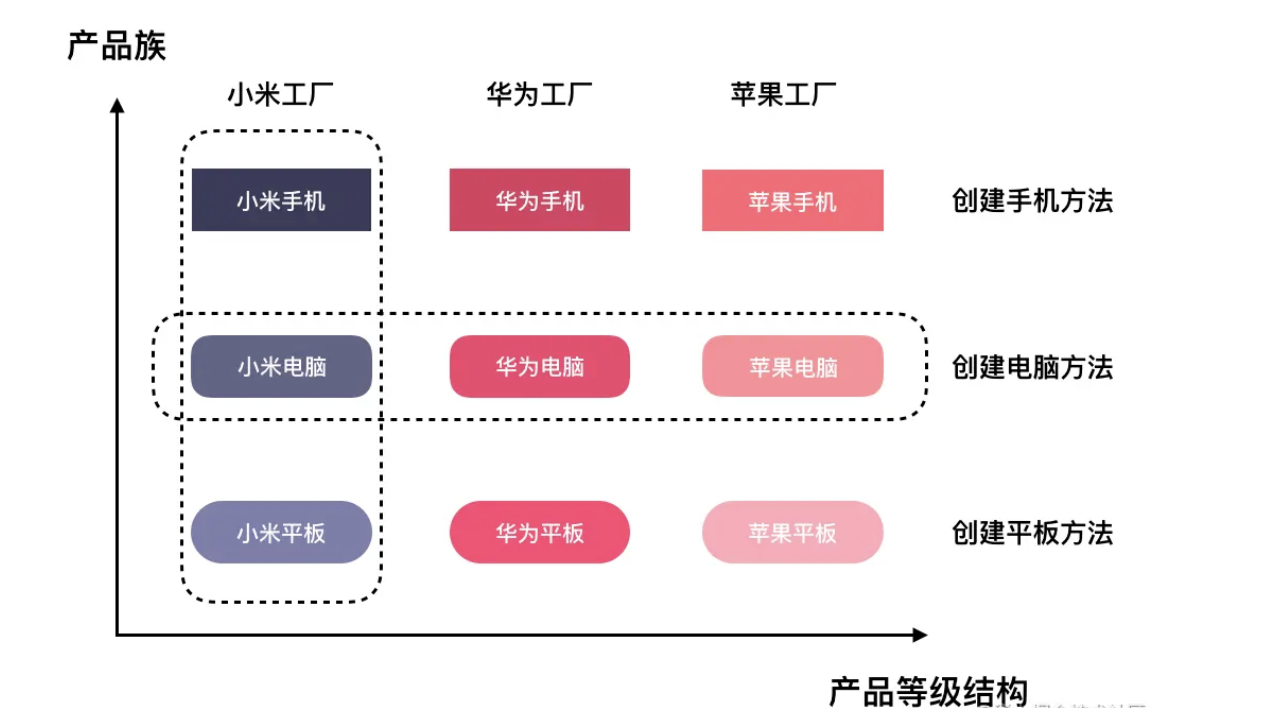 产品族
小米工厂 华为工厂 苹果工厂
小米手机 华为手机 苹果手机 创建手机方法
小米电脑 华为电脑 苹果电脑 创建电脑方法
小米平板 华为平板 苹果平板 创建平板方法
产品等级结构